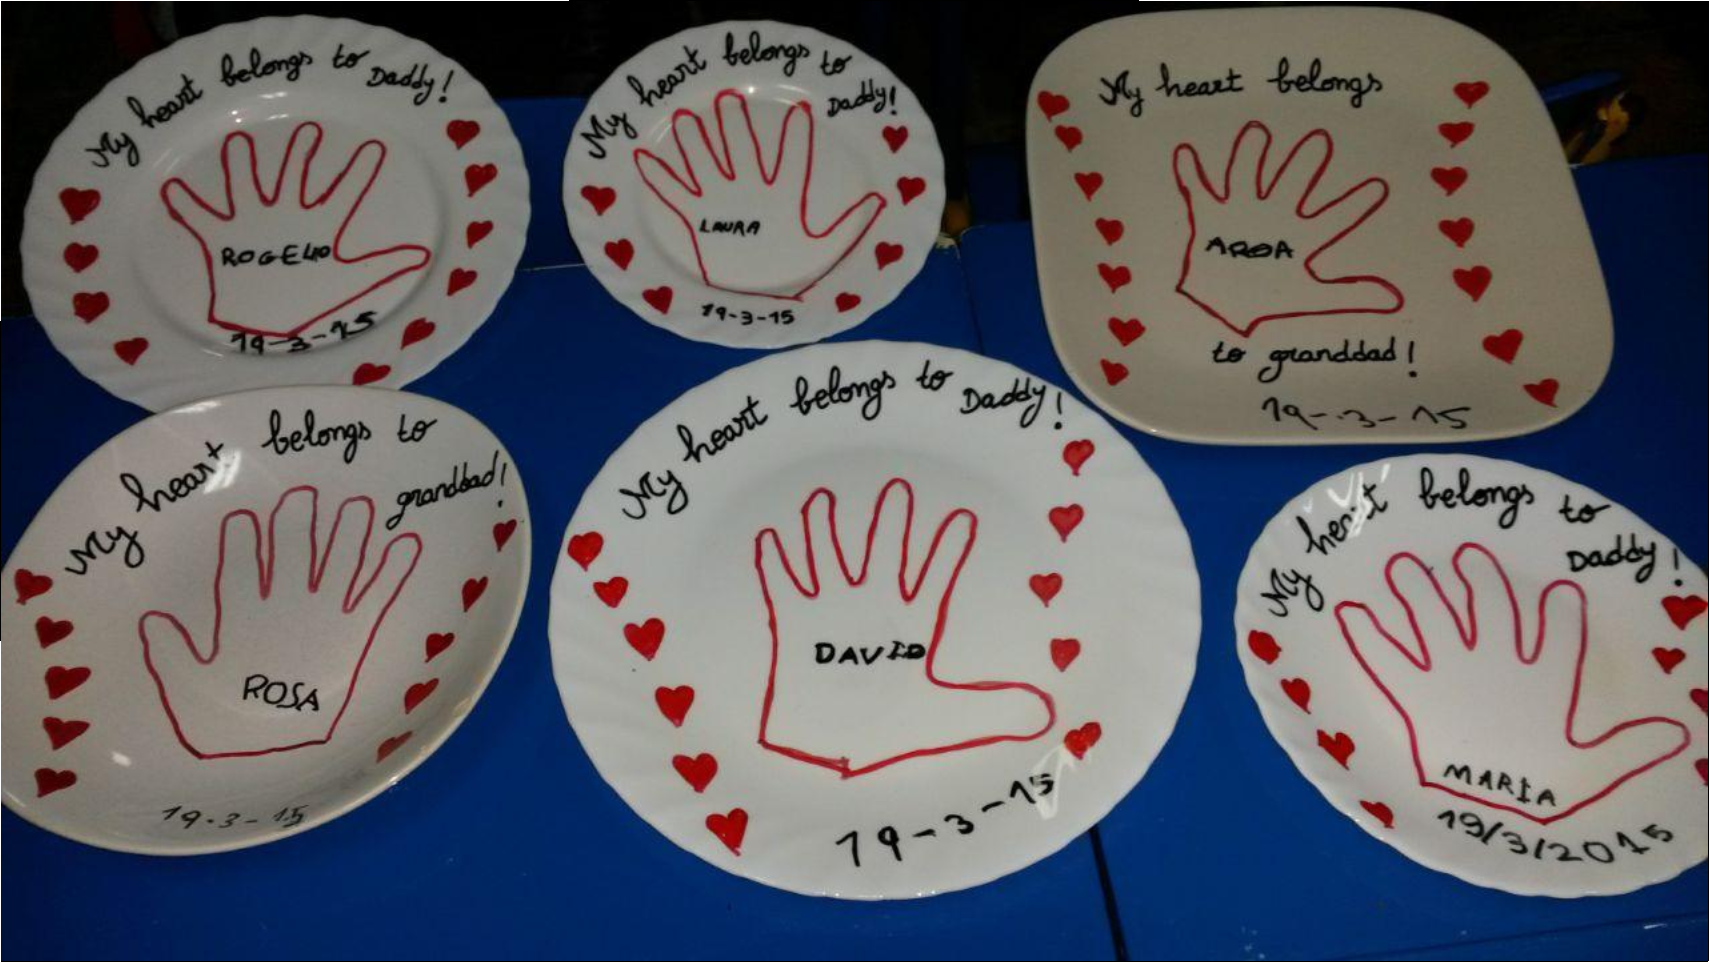 My heart belongs to Daddy!
ROGELIO
19-3-15
My heart belongs to Daddy!
LAURA
19-3-15
My heart belongs
AROA
to granddad!
19-3-15
My heart belongs to
granddad!
ROSA
19-3-15
My heart belongs to Daddy!
DAVID
19-3-15
My heart belongs to
Daddy!
MARIA
19/3/2015